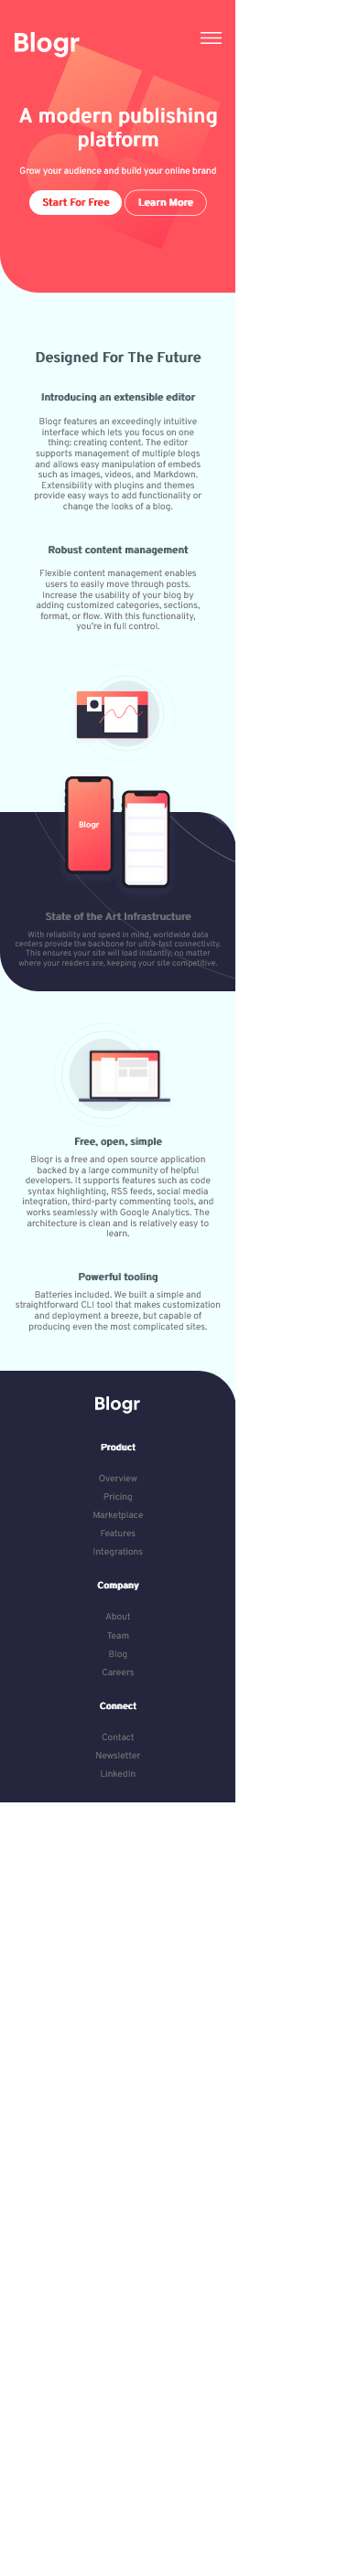 Blogr
A modern publishing
platform
Grow your audience and build your online brand
Start For Free
Learn More
Designed For The Future
Introducing an extensible editor
Blogr features an exceedingly intuitive
interface which lets you focus on one
thing: creating content. The editor
supports management of multiple blogs
and allows easy manipulation of embeds
such as images, videos, and Markdown.
Extensibility with plugins and themes
provide easy ways to add functionality or
change the looks of a blog.
Robust content management
Flexible content management enables
users to easily move through posts.
Increase the usability of your blog by
adding customized categories, sections,
format, or flow. With this functionality,
you're in full control.
Blogr
State of the Art Infrastructure
With reliability and speed in mind, worldwide data
centers provide the backbone for ultra-fast connectivity.
This ensures your site will load instantly, no matter
where your readers are, keeping your site competitive.
Free, open, simple
Blogr is a free and open source application
backed by a large community of helpful
developers. It supports features such as code
syntax highlighting, RSS feeds, social media
integration, third-party commenting tools, and
works seamlessly with Google Analytics. The
architecture is clean and is relatively easy to
learn.
Powerful tooling
Batteries included. We built a simple and
straightforward CLI tool that makes customization
and deployment a breeze, but capable of
producing even the most complicated sites.
Blogr
Product
Overview
Pricing
Marketplace
Features
Integrations
Company
About
Team
Blog
Careers
Connect
Contact
Newsletter
LinkedIn